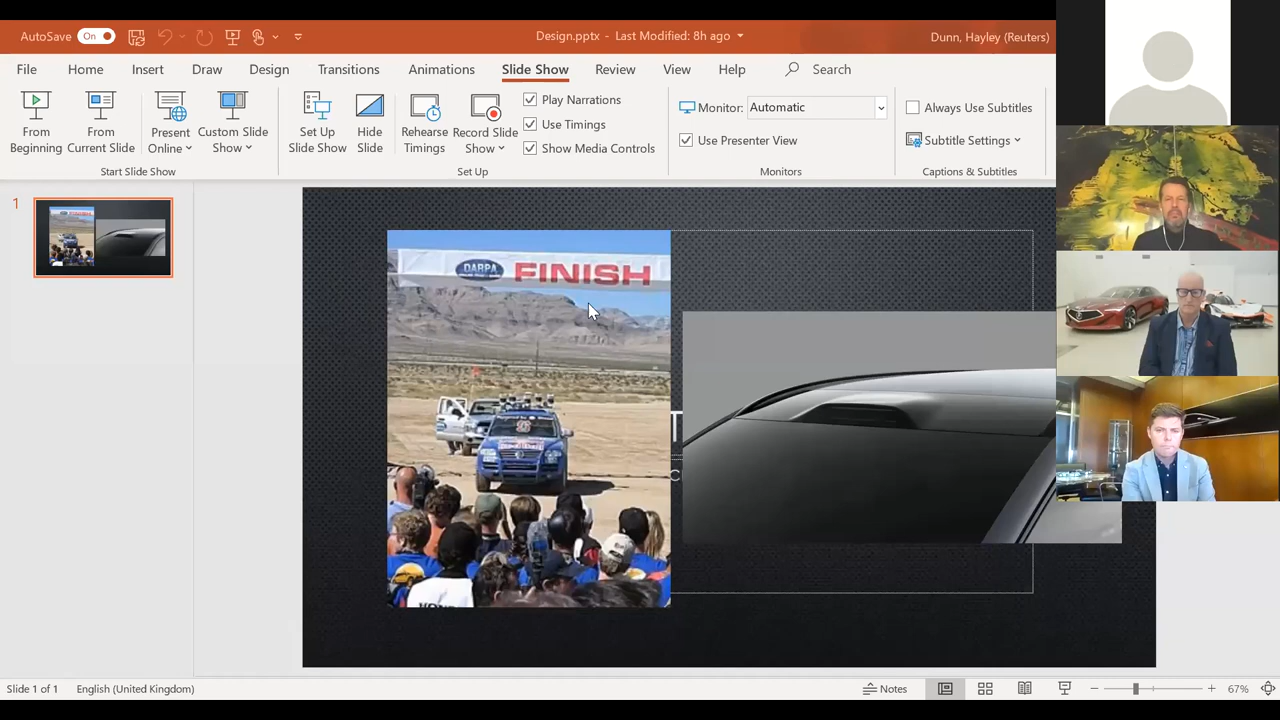 AutoSave On
Design.pptx - Last Modified: 8h ago
Dunn, Hayley (Reuters)
File Home Insert Draw Design Transitions Animations Slide Show Review View Help Search
From Beginning
From Current Slide
Present Online
Custom Slide Show
Start Slide Show
Set Up Slide Show
Hide Slide
Rehearse Timings
Record Slide Show
Play Narrations
Use Timings
Show Media Controls
Set Up
Monitor: Automatic
Use Presenter View
Monitors
Always Use Subtitles
Subtitle Settings
Captions & Subtitles
1
DARPA FINISH
T
C
Slide 1 of 1 English (United Kingdom)
Notes
67%